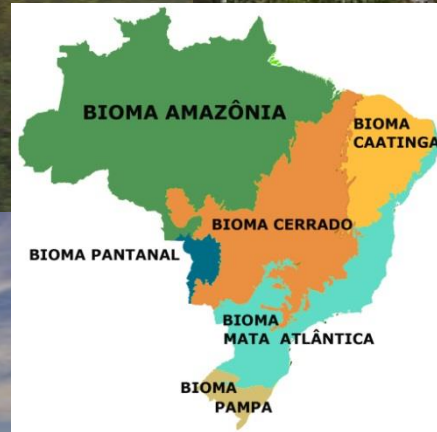 BIOMA AMAZÔNIA
BIOMA
CAATINGA
BIOMA CERRADO
BIOMA PANTANAL
BIOMA
MATA ATLÂNTICA
BIOMA
PAMPA